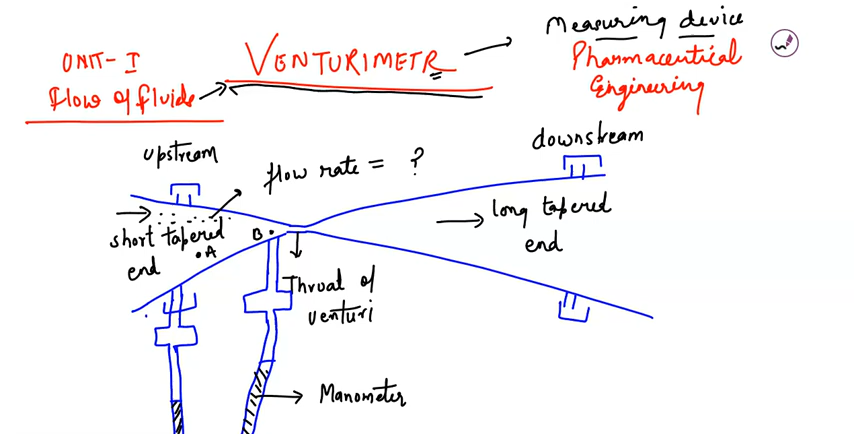 UNIT-I
Flow of fluids
VENTURIMETR
Measuring device
Pharmaceutical
Engineering
upstream
flow rate = ?
downstream
short tapered
end
A
B
long tapered
end
Throat of
venturi
Manometer